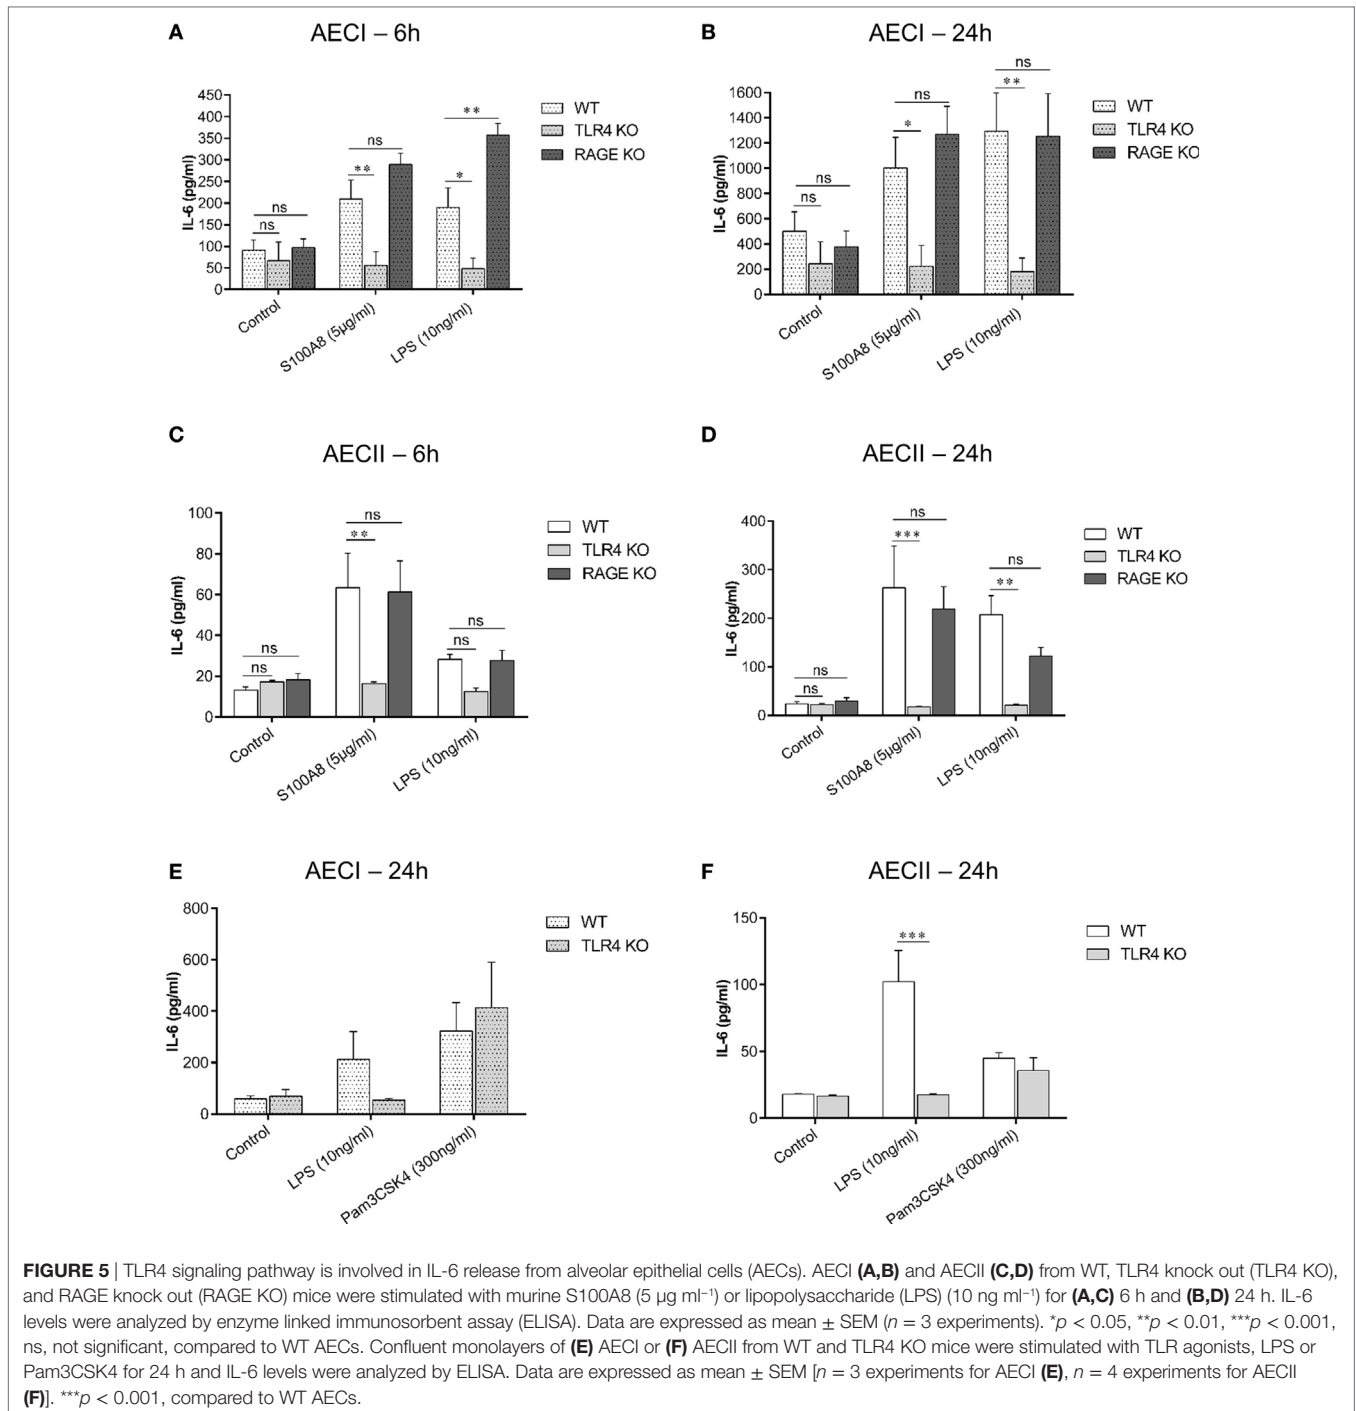 A
AECI – 6h
450
400
350
300
250
200
150
100
50
0
IL-6 (pg/ml)
ns
ns
ns
**
**
*
Control
S100A8 (5µg/ml)
LPS (10ng/ml)
WT
TLR4 KO
RAGE KO
B
AECI – 24h
1600
1400
1200
1000
800
600
400
200
0
IL-6 (pg/ml)
ns
ns
ns
*
ns
**
Control
S100A8 (5µg/ml)
LPS (10ng/ml)
WT
TLR4 KO
RAGE KO
C
AECII – 6h
100
80
60
40
20
0
IL-6 (pg/ml)
ns
ns
ns
**
ns
ns
Control
S100A8 (5µg/ml)
LPS (10ng/ml)
WT
TLR4 KO
RAGE KO
D
AECII – 24h
400
300
200
100
0
IL-6 (pg/ml)
ns
ns
ns
***
ns
**
Control
S100A8 (5µg/ml)
LPS (10ng/ml)
WT
TLR4 KO
RAGE KO
E
AECI – 24h
800
600
400
200
0
IL-6 (pg/ml)
Control
LPS (10ng/ml)
Pam3CSK4 (300ng/ml)
WT
TLR4 KO
F
AECII – 24h
150
100
50
0
IL-6 (pg/ml)
***
Control
LPS (10ng/ml)
Pam3CSK4 (300ng/ml)
WT
TLR4 KO
FIGURE 5 | TLR4 signaling pathway is involved in IL-6 release from alveolar epithelial cells (AECs). AECI (A,B) and AECII (C,D) from WT, TLR4 knock out (TLR4 KO),
and RAGE knock out (RAGE KO) mice were stimulated with murine S100A8 (5 µg ml⁻¹) or lipopolysaccharide (LPS) (10 ng ml⁻¹) for (A,C) 6 h and (B,D) 24 h. IL-6
levels were analyzed by enzyme linked immunosorbent assay (ELISA). Data are expressed as mean ± SEM (n = 3 experiments). *p < 0.05, **p < 0.01, ***p < 0.001,
ns, not significant, compared to WT AECs. Confluent monolayers of (E) AECI or (F) AECII from WT and TLR4 KO mice were stimulated with TLR agonists, LPS or
Pam3CSK4 for 24 h and IL-6 levels were analyzed by ELISA. Data are expressed as mean ± SEM [n = 3 experiments for AECI (E), n = 4 experiments for AECII
(F)]. ***p < 0.001, compared to WT AECs.